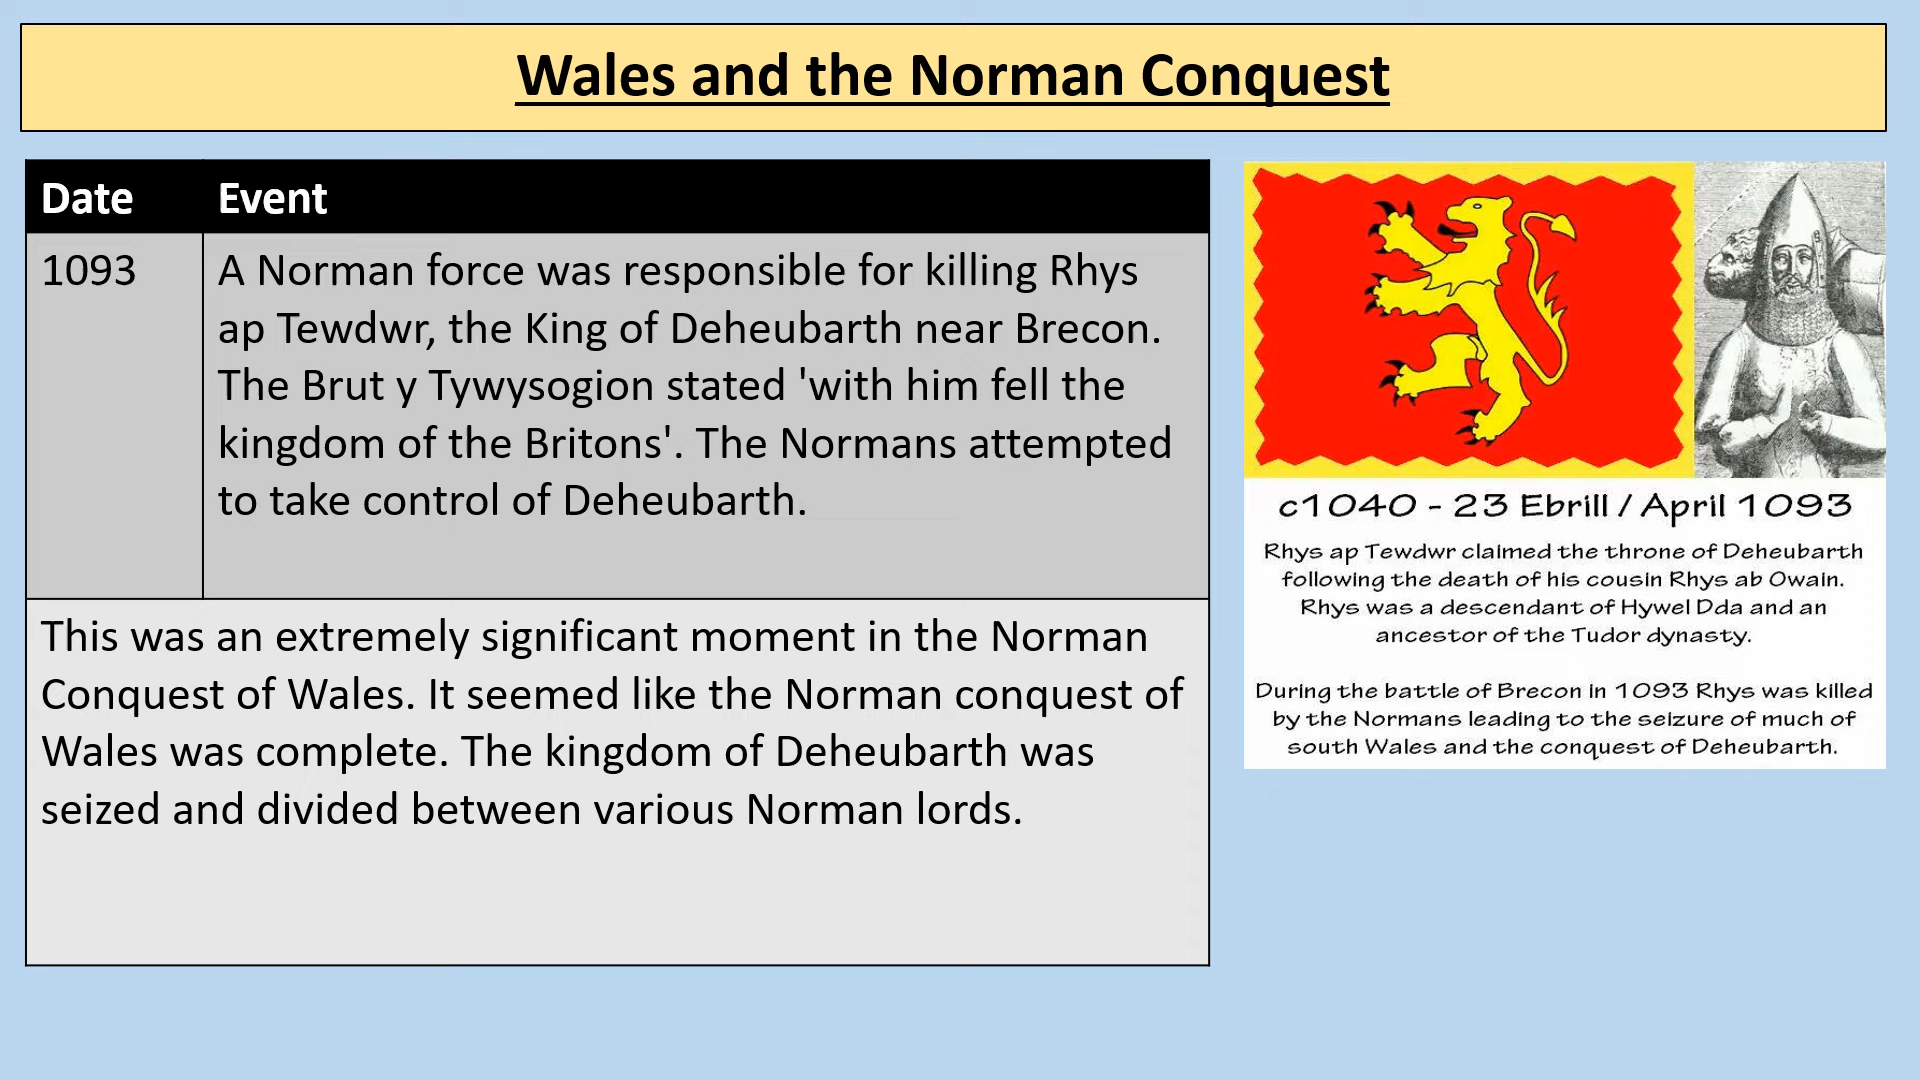 Wales and the Norman Conquest
Date Event
1093 A Norman force was responsible for killing Rhys
ap Tewdwr, the King of Deheubarth near Brecon.
The Brut y Tywysogion stated 'with him fell the
kingdom of the Britons'. The Normans attempted
to take control of Deheubarth.
This was an extremely significant moment in the Norman
Conquest of Wales. It seemed like the Norman conquest of
Wales was complete. The kingdom of Deheubarth was
seized and divided between various Norman lords.
c1040 - 23 Ebrill / April 1093
Rhys ap Tewdwr claimed the throne of Deheubarth
following the death of his cousin Rhys ab Owain.
Rhys was a descendant of Hywel Dda and an
ancestor of the Tudor dynasty.
During the battle of Brecon in 1093 Rhys was killed
by the Normans leading to the seizure of much of
south Wales and the conquest of Deheubarth.